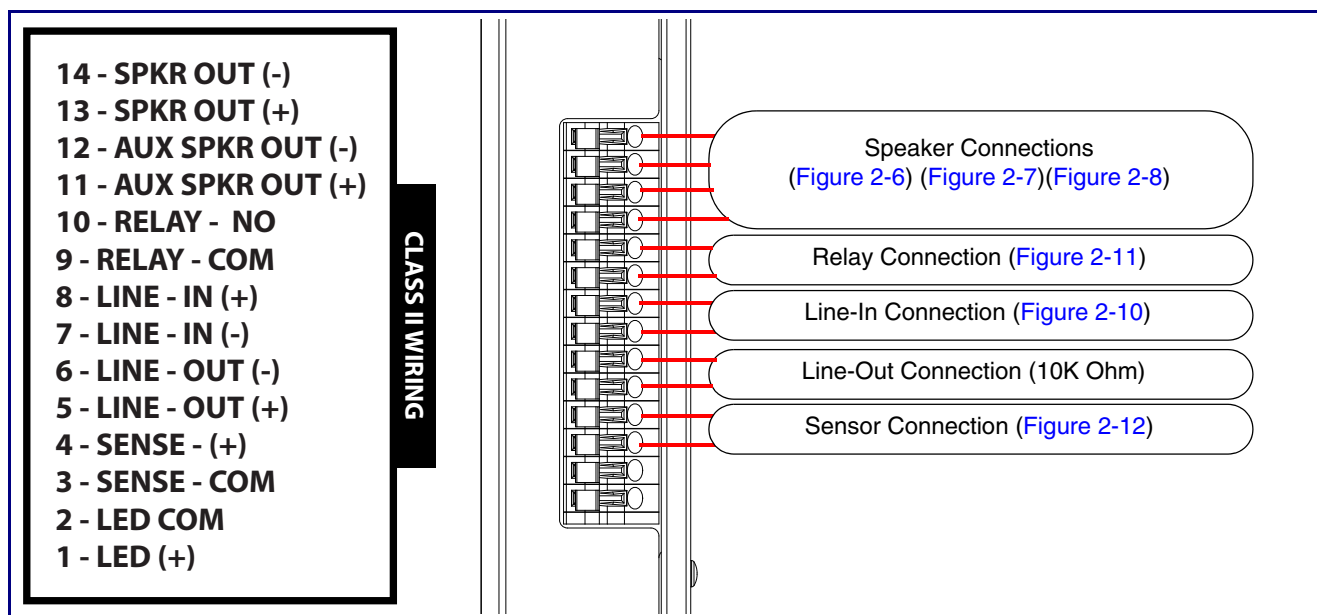 14 - SPKR OUT (-)
13 - SPKR OUT (+)
12 - AUX SPKR OUT (-)
11 - AUX SPKR OUT (+)
10 - RELAY -  NO
9 - RELAY - COM
8 - LINE - IN (+)
7 - LINE - IN (-)
6 - LINE - OUT (-)
5 - LINE - OUT (+)
4 - SENSE - (+)
3 - SENSE - COM
2 - LED COM
1 - LED (+)
CLASS II WIRING
Speaker Connections
(Figure 2-6) (Figure 2-7)(Figure 2-8)
Relay Connection (Figure 2-11)
Line-In Connection (Figure 2-10)
Line-Out Connection (10K Ohm)
Sensor Connection (Figure 2-12)